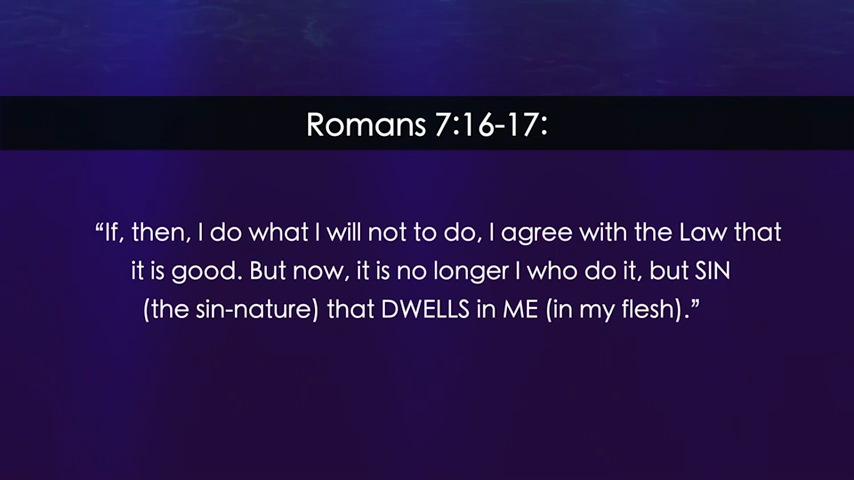 Romans 7:16-17:
“If, then, I do what I will not to do, I agree with the Law that
it is good. But now, it is no longer I who do it, but SIN
(the sin-nature) that DWELLS in ME (in my flesh).”